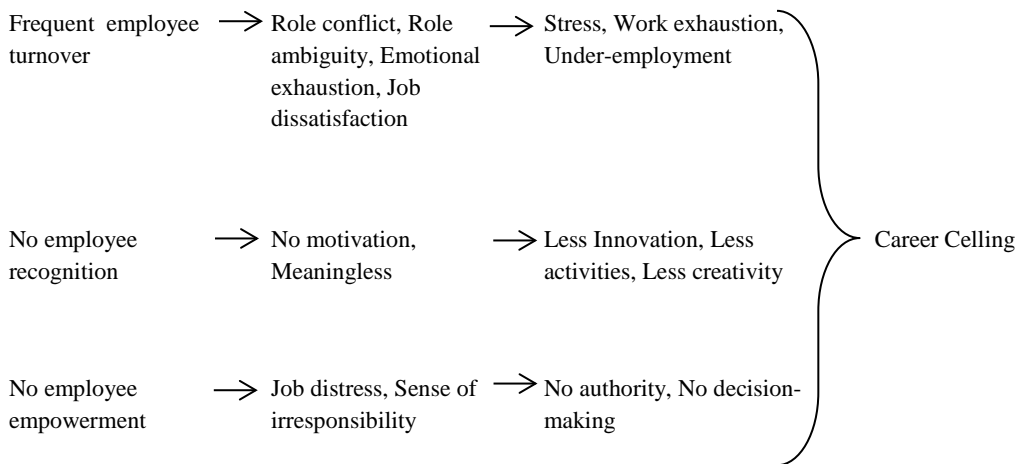 Frequent employee
turnover
Role conflict, Role
ambiguity, Emotional
exhaustion, Job
dissatisfaction
Stress, Work exhaustion,
Under-employment
No employee
recognition
No motivation,
Meaningless
Less Innovation, Less
activities, Less creativity
Career Celling
No employee
empowerment
Job distress, Sense of
irresponsibility
No authority, No decision-
making